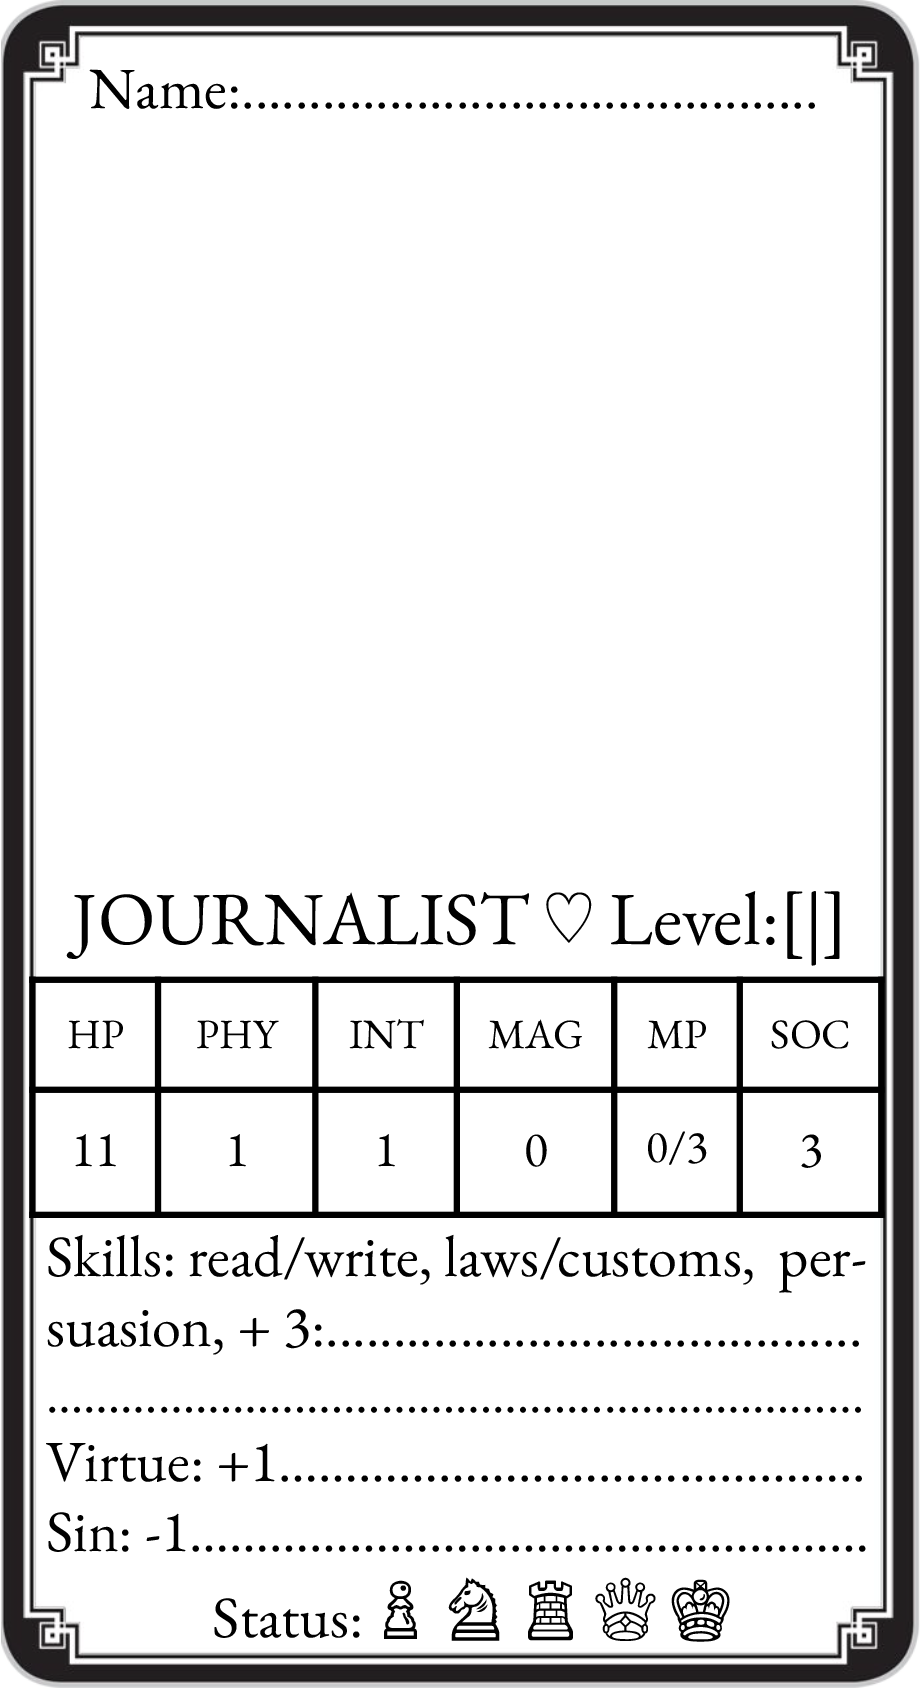 Name:............................................
JOURNALIST ♡ Level:[|]
HP PHY INT MAG MP SOC
11 1 1 0 0/3 3
Skills: read/write, laws/customs, per-
suasion, + 3:.........................................
...............................................................
Virtue: +1.............................................
Sin: -1....................................................
Status: ♙ ♘ ♖ ♕ ♔